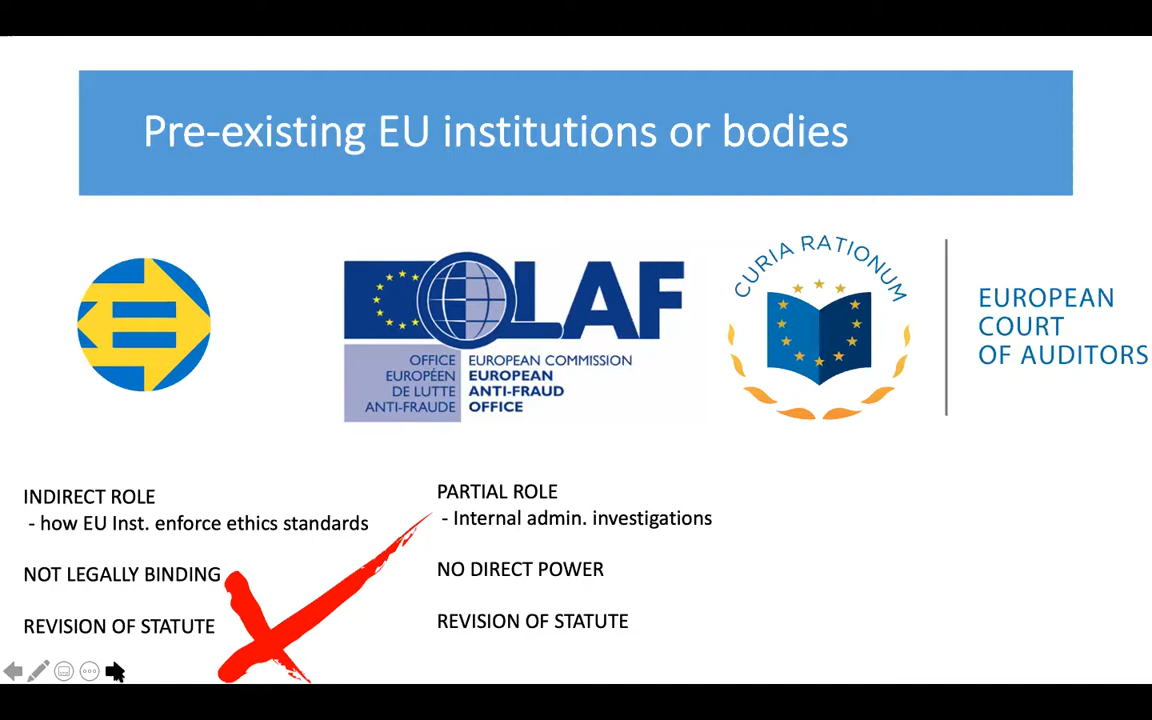 Pre-existing EU institutions or bodies
OLAF
OFFICE
EUROPÉEN
DE LUTTE
ANTI-FRAUDE
EUROPEAN COMMISSION
EUROPEAN
ANTI-FRAUD
OFFICE
CURIA RATIONUM
EUROPEAN
COURT
OF AUDITORS
INDIRECT ROLE
- how EU Inst. enforce ethics standards
NOT LEGALLY BINDING
REVISION OF STATUTE
PARTIAL ROLE
- Internal admin. investigations
NO DIRECT POWER
REVISION OF STATUTE